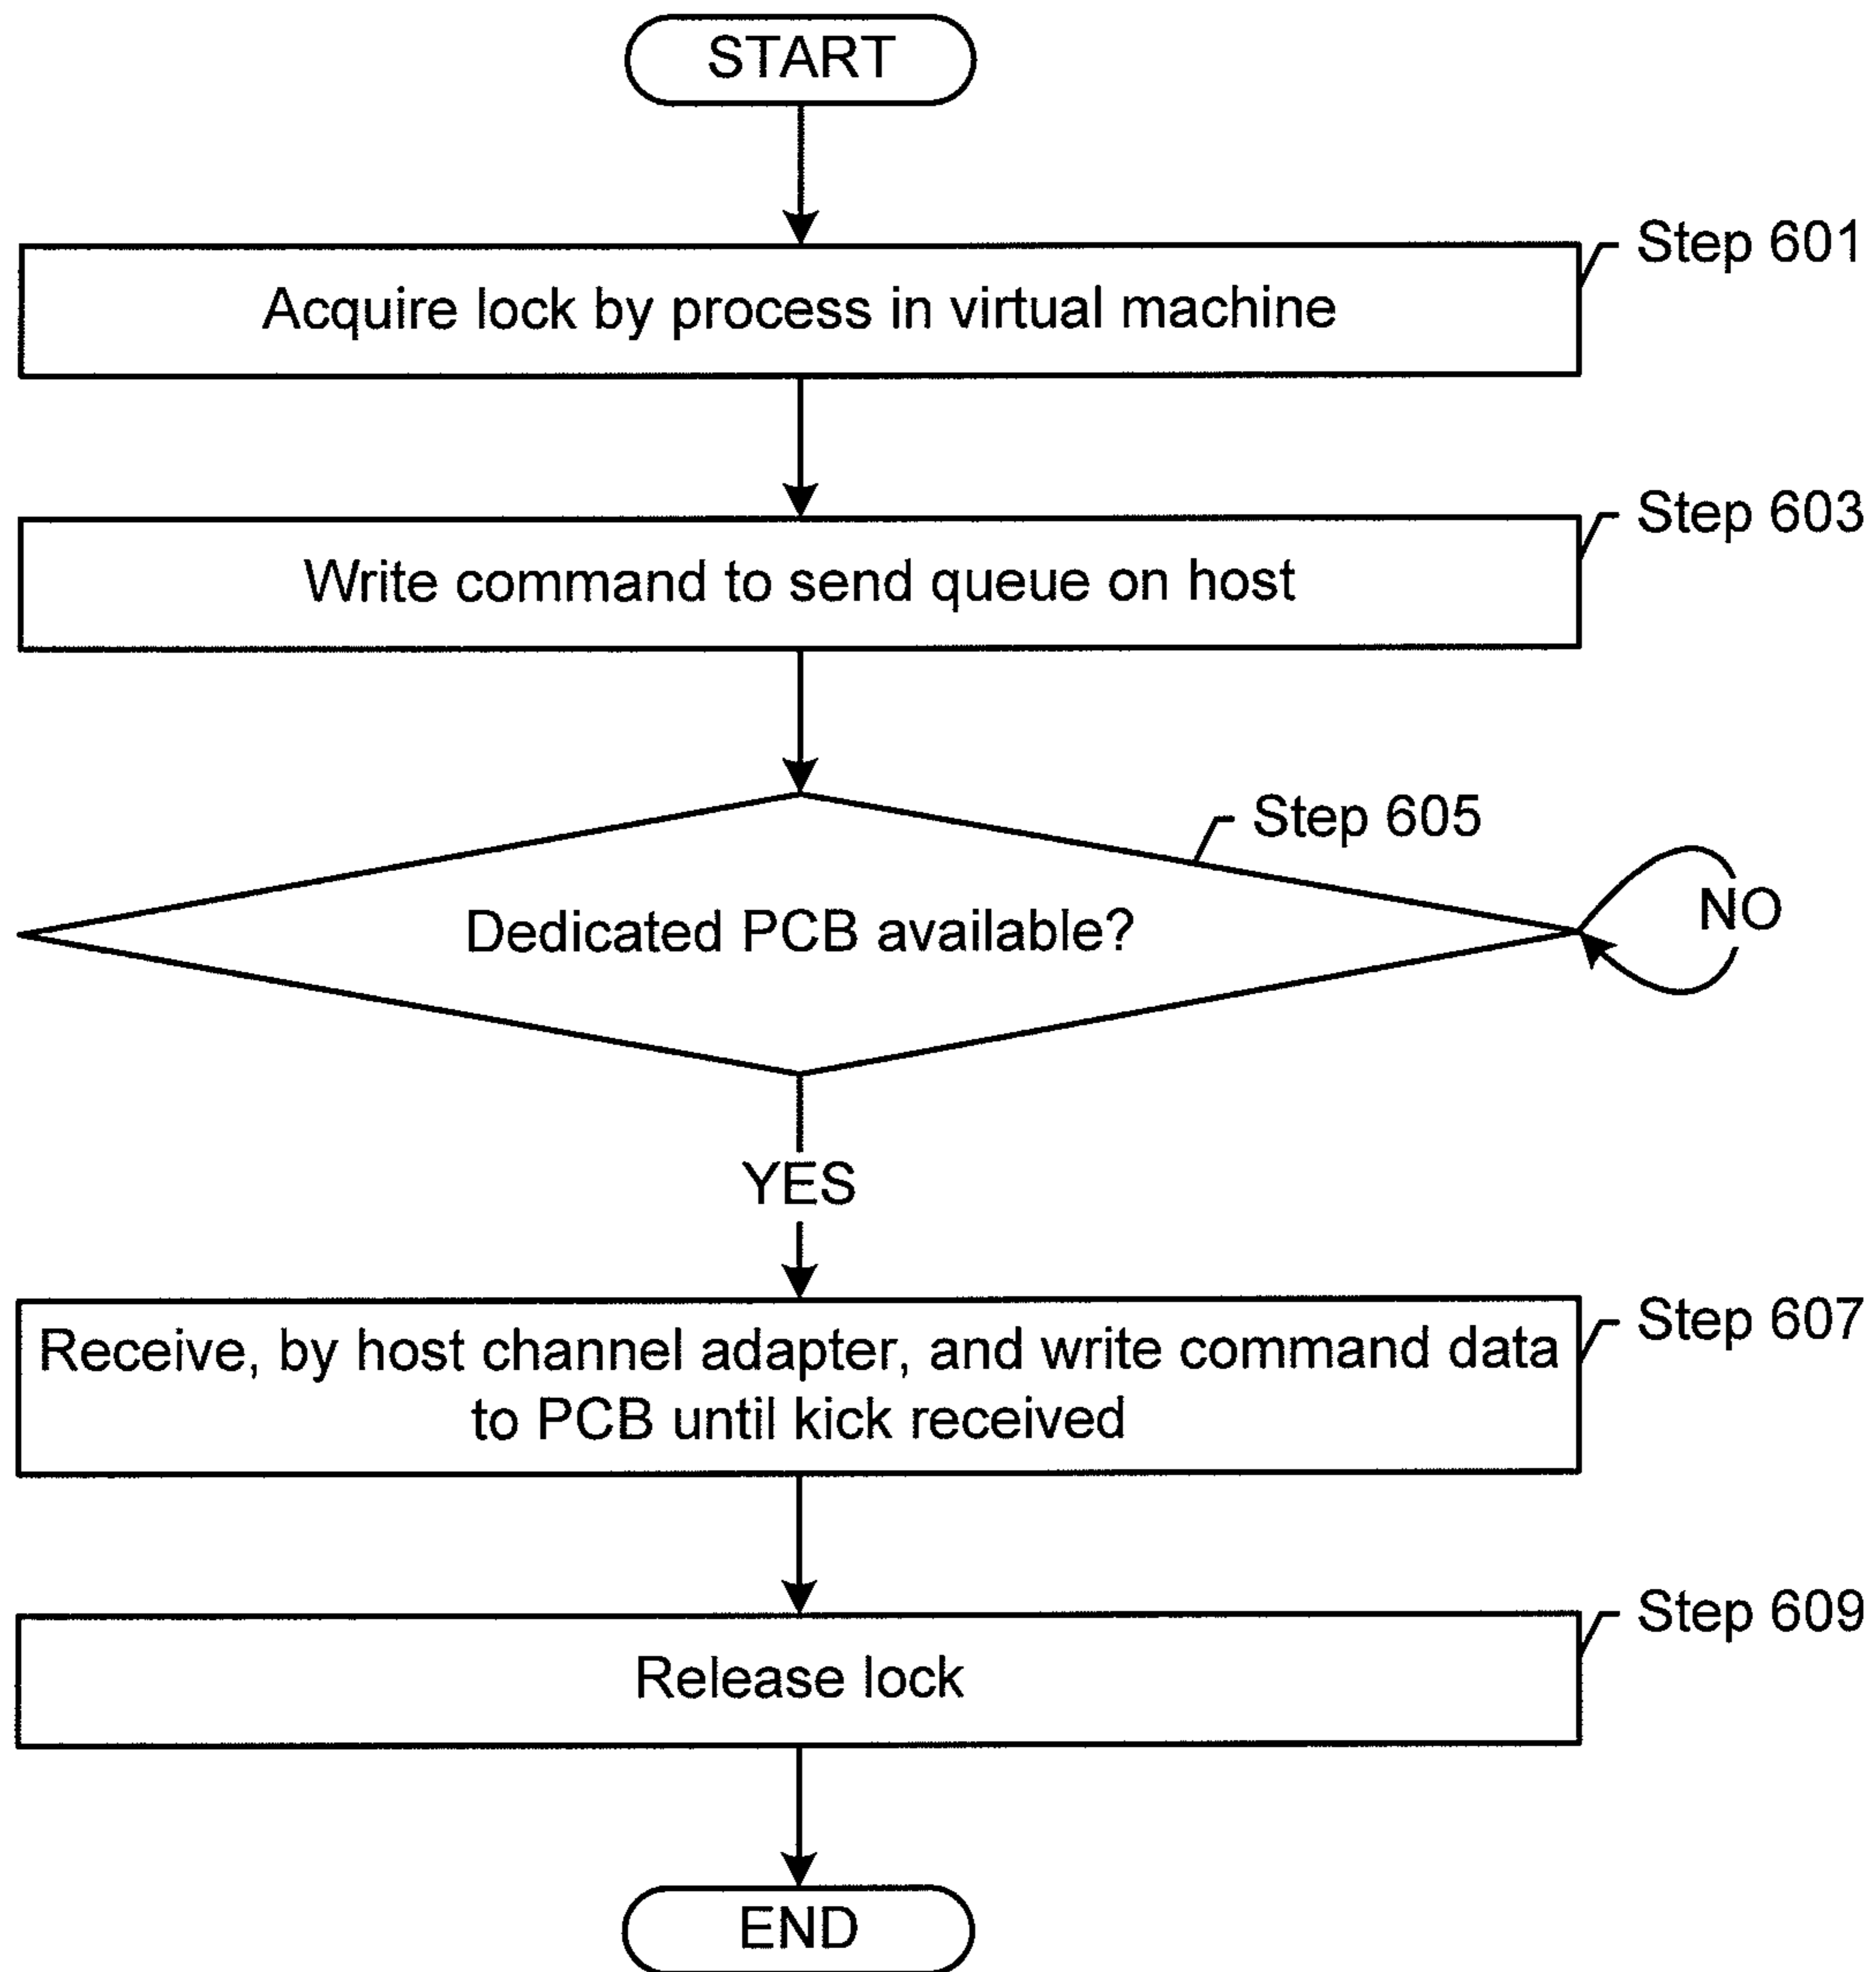 START
Step 601
Acquire lock by process in virtual machine
Step 603
Write command to send queue on host
Step 605
Dedicated PCB available?
NO
YES
Step 607
Receive, by host channel adapter, and write command data
to PCB until kick received
Step 609
Release lock
END